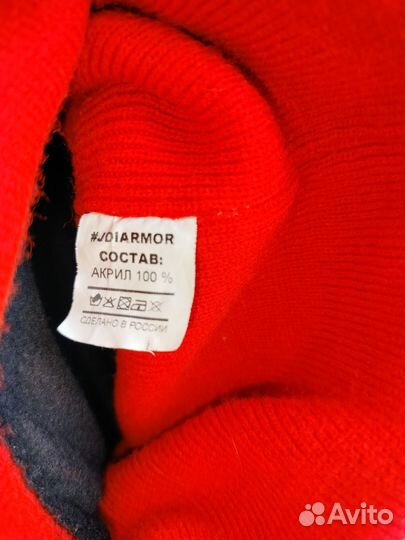 #JDIARMOR
СОСТАВ:
АКРИЛ 100 %
СДЕЛАНО В РОССИИ
Avito